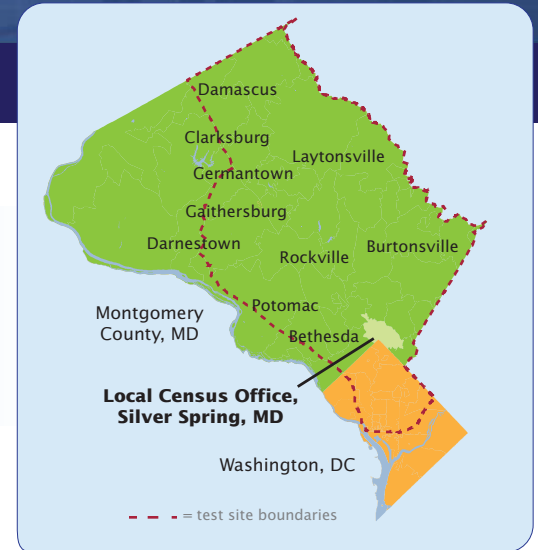 Damascus
Clarksburg
Laytonsville
Germantown
Gaithersburg
Darnestown
Burtonsville
Rockville
Potomac
Montgomery
County, MD
Bethesda
Local Census Office,
Silver Spring, MD
Washington, DC
= test site boundaries